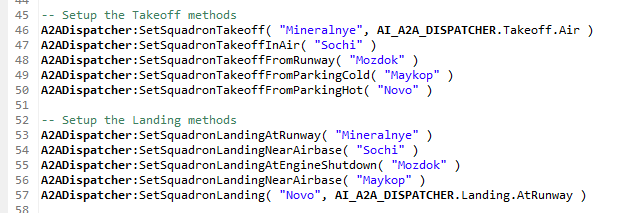 45 -- Setup the Takeoff methods
46 A2ADispatcher:SetSquadronTakeoff( "Mineralnye", AI_A2A_DISPATCHER.Takeoff.Air )
47 A2ADispatcher:SetSquadronTakeoffInAir( "Sochi" )
48 A2ADispatcher:SetSquadronTakeoffFromRunway( "Mozdok" )
49 A2ADispatcher:SetSquadronTakeoffFromParkingCold( "Maykop" )
50 A2ADispatcher:SetSquadronTakeoffFromParkingHot( "Novo" )
51
52 -- Setup the Landing methods
53 A2ADispatcher:SetSquadronLandingAtRunway( "Mineralnye" )
54 A2ADispatcher:SetSquadronLandingNearAirbase( "Sochi" )
55 A2ADispatcher:SetSquadronLandingAtEngineShutdown( "Mozdok" )
56 A2ADispatcher:SetSquadronLandingNearAirbase( "Maykop" )
57 A2ADispatcher:SetSquadronLanding( "Novo", AI_A2A_DISPATCHER.Landing.AtRunway )
58